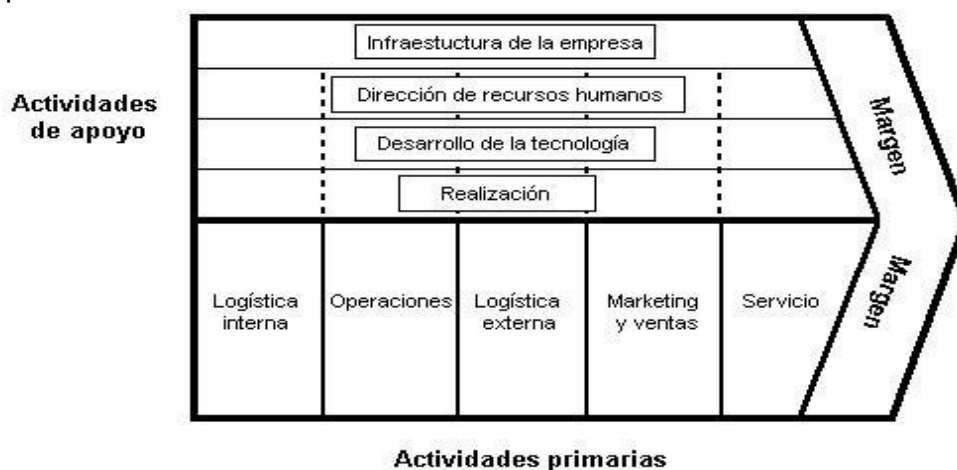 Infraestuctura de la empresa
Actividades
de apoyo
Dirección de recursos humanos
Desarrollo de la tecnología
Realización
Margen
Margen
Logística
interna
Operaciones
Logística
externa
Marketing
y ventas
Servicio
Actividades primarias